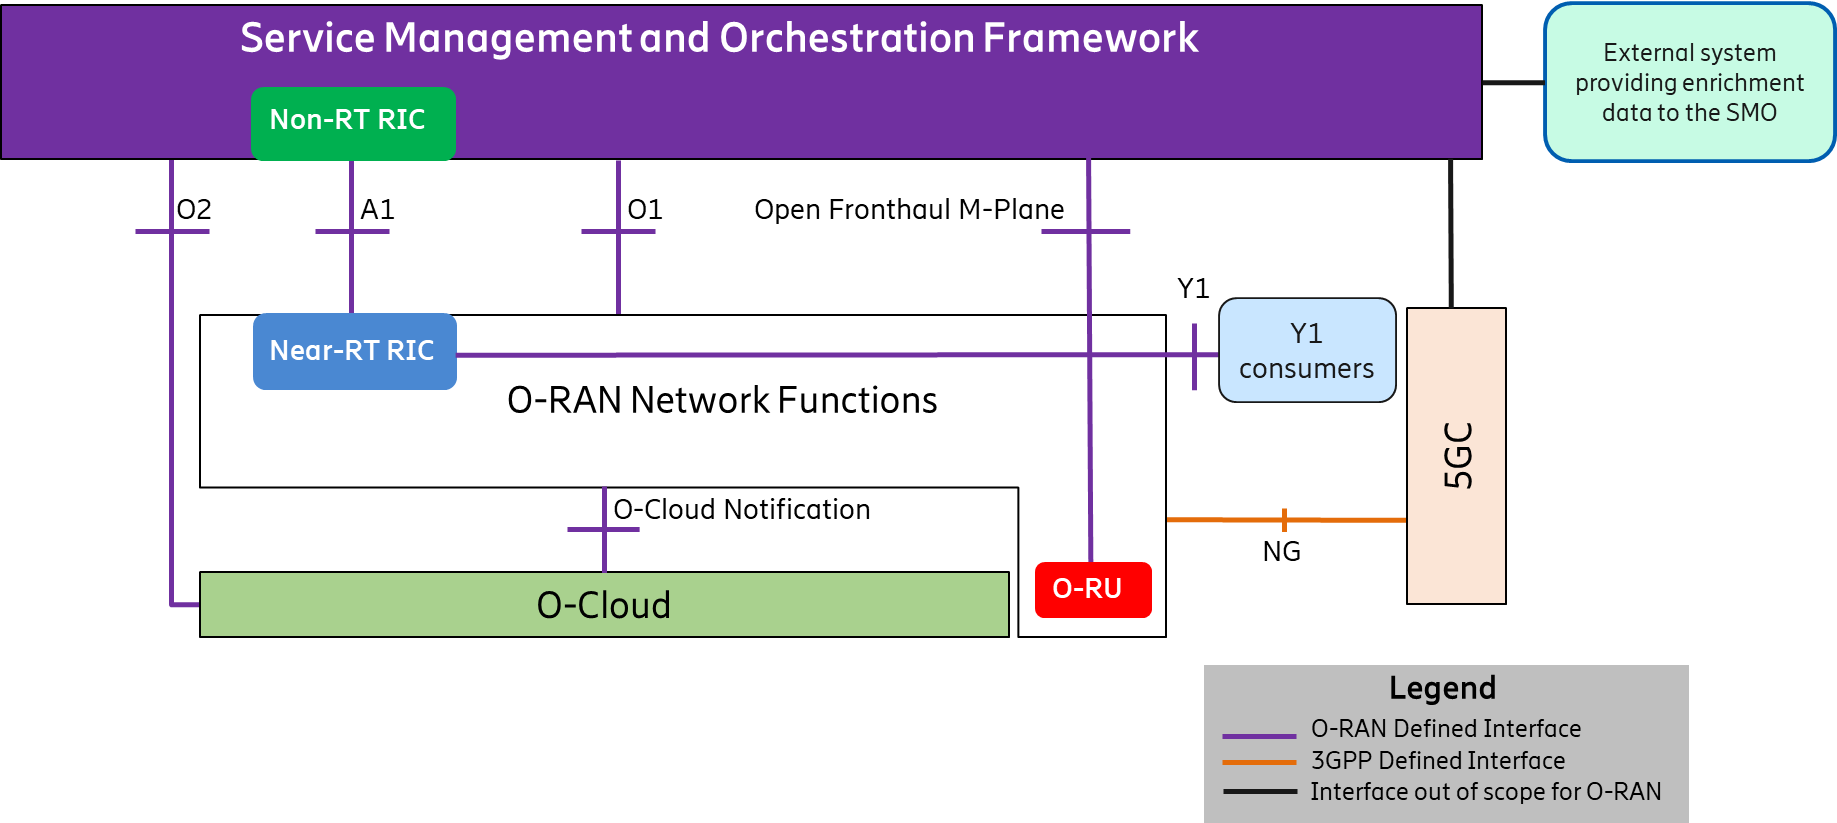 Service Management and Orchestration Framework
External system
providing enrichment
data to the SMO
Non-RT RIC
O2
A1
O1
Open Fronthaul M-Plane
Y1
Y1
consumers
Near-RT RIC
O-RAN Network Functions
5GC
O-Cloud Notification
NG
O-RU
O-Cloud
Legend
O-RAN Defined Interface
3GPP Defined Interface
Interface out of scope for O-RAN